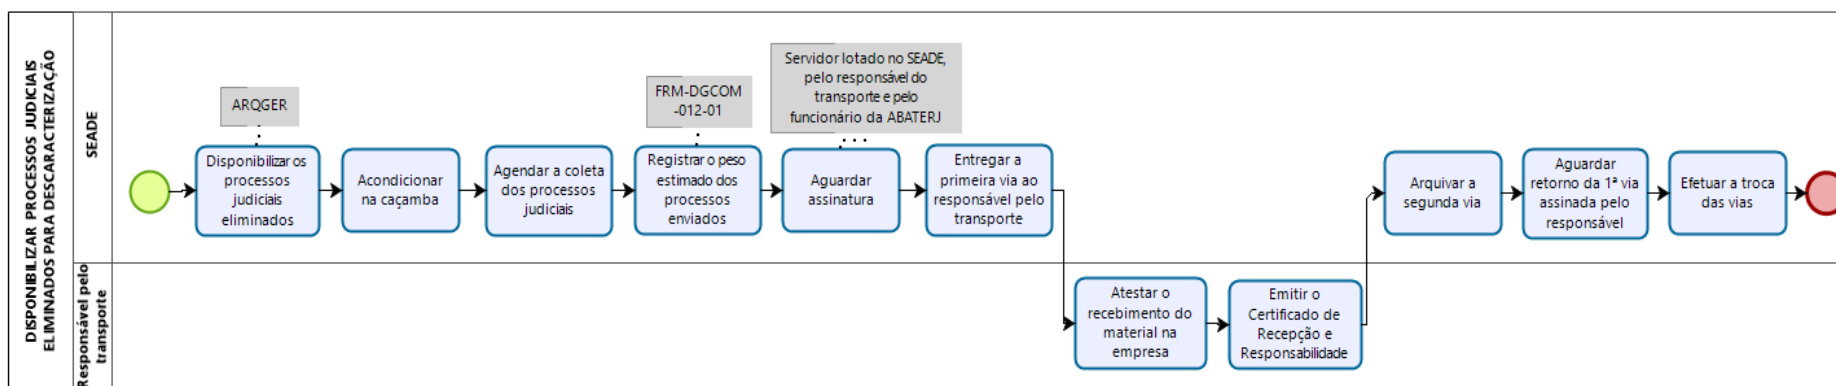 DISPONIBILIZAR PROCESSOS JUDICIAIS
ELIMINADOS PARA DESCARACTERIZAÇÃO
SEADE
ARQGER
Disponibilizar os
processos
judiciais
eliminados
Acondicionar
na caçamba
Agendar a coleta
dos processos
judiciais
FRM-DGCOM
-012-01
Registrar o peso
estimado dos
processos
enviados
Servidor lotado no SEADE,
pelo responsável do
transporte e pelo
funcionário da ABATERJ
Aguardar
assinatura
Entregar a
primeira via ao
responsável pelo
transporte
Arquivar a
segunda via
Aguardar
retorno da 1ª via
assinada pelo
responsável
Efetuar a troca
das vias
Responsável pelo
transporte
Atestar o
recebimento do
material na
empresa
Emitir o
Certificado de
Recepção e
Responsabilidade